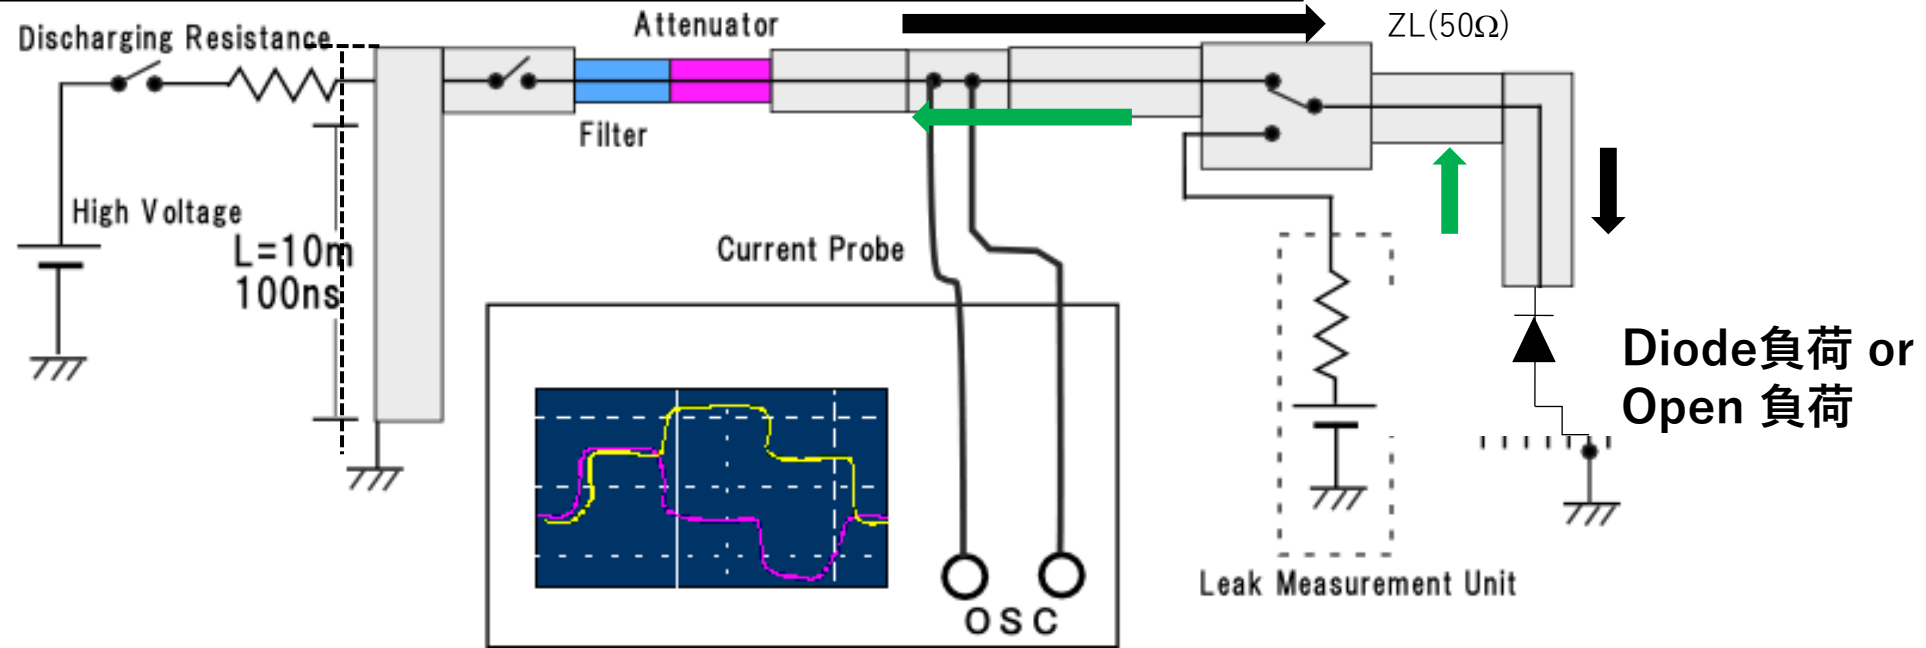 Discharging Resistance
Attenuator
ZL(50Ω)
Filter
High Voltage
L=10m
100ns
Current Probe
Diode負荷 or
Open 負荷
Leak Measurement Unit
OSC